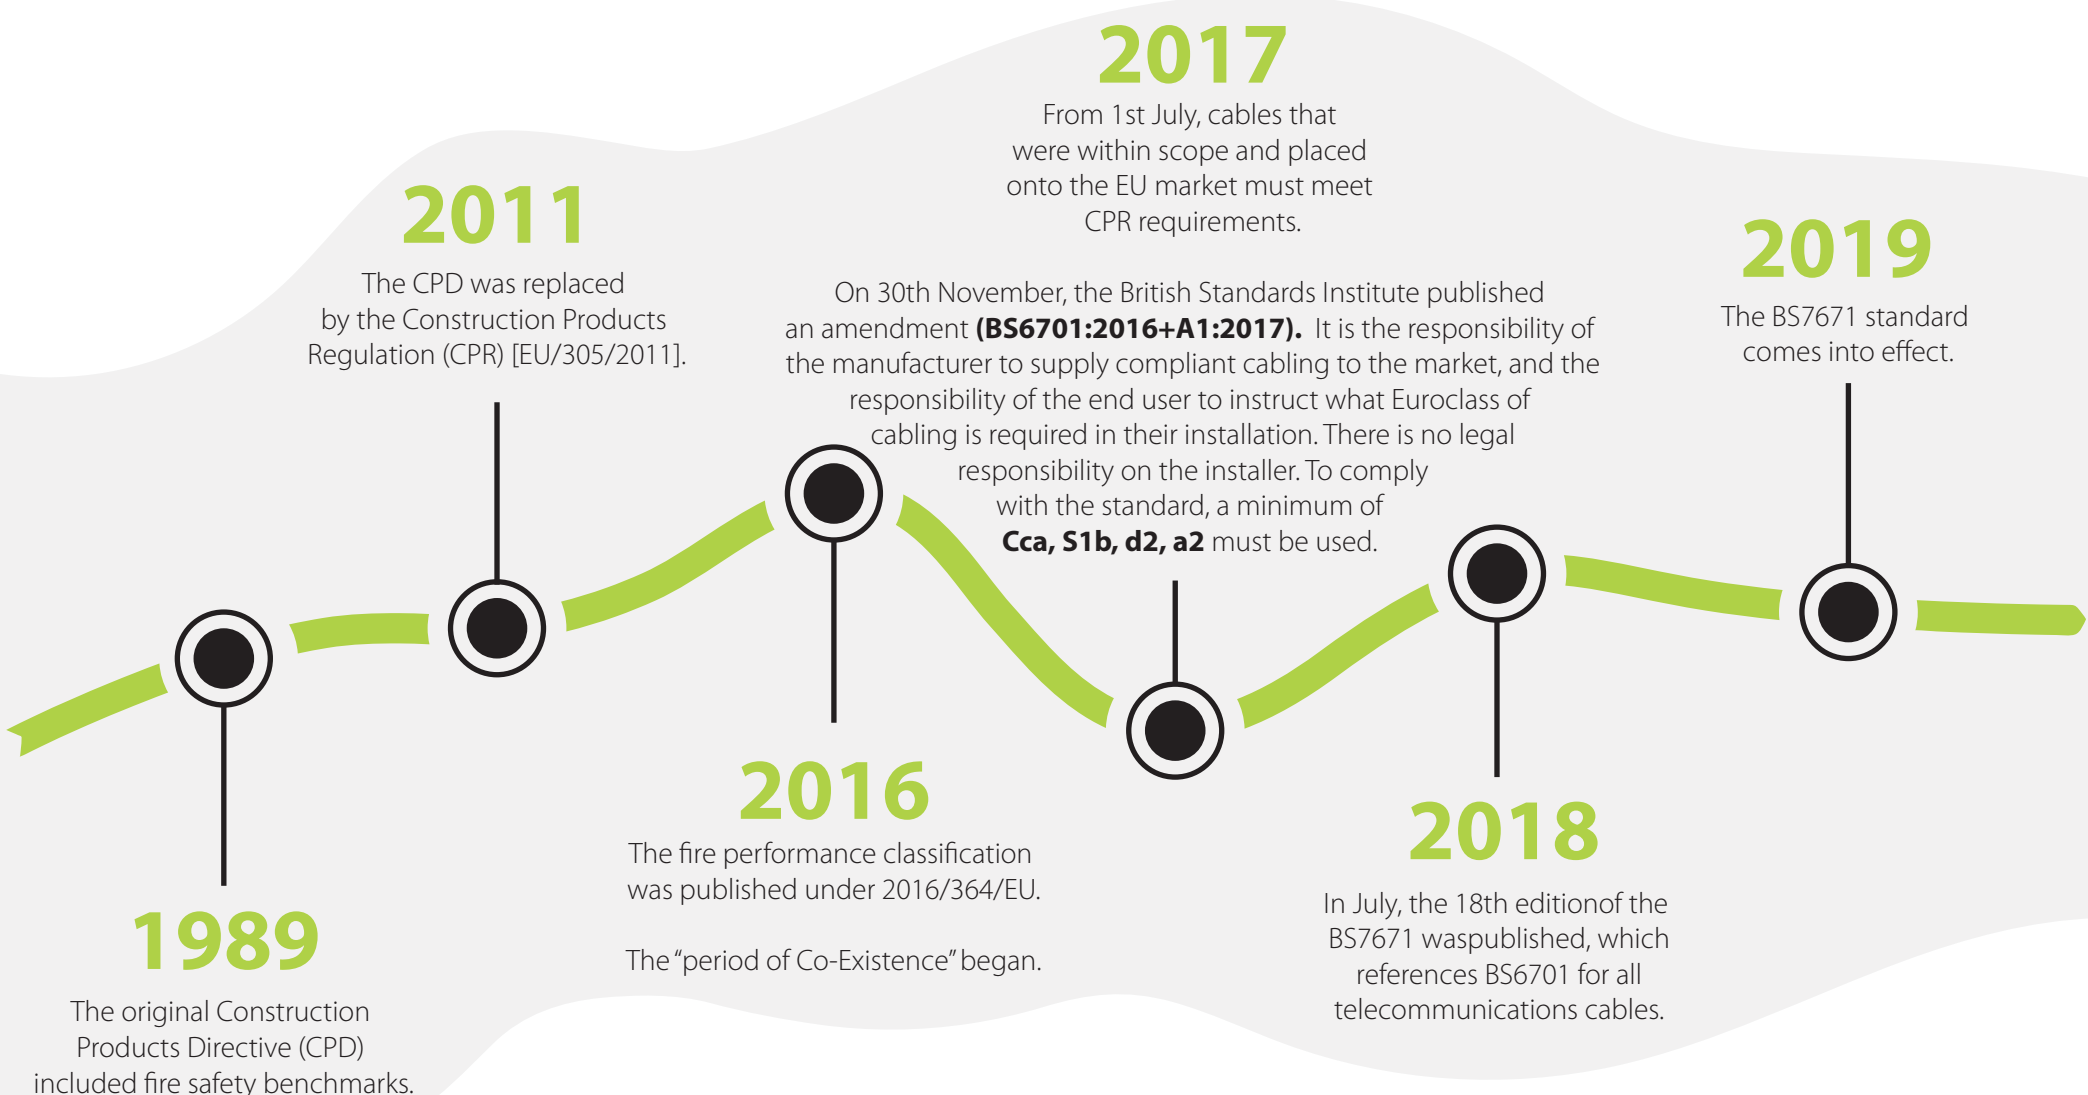 1989
The original Construction
Products Directive (CPD)
included fire safety benchmarks.
2011
The CPD was replaced
by the Construction Products
Regulation (CPR) [EU/305/2011].
2016
The fire performance classification
was published under 2016/364/EU.
The “period of Co-Existence” began.
2017
From 1st July, cables that
were within scope and placed
onto the EU market must meet
CPR requirements.
On 30th November, the British Standards Institute published
an amendment (BS6701:2016+A1:2017). It is the responsibility of
the manufacturer to supply compliant cabling to the market, and the
responsibility of the end user to instruct what Euroclass of
cabling is required in their installation. There is no legal
responsibility on the installer. To comply
with the standard, a minimum of
Cca, S1b, d2, a2 must be used.
2018
In July, the 18th editionof the
BS7671 waspublished, which
references BS6701 for all
telecommunications cables.
2019
The BS7671 standard
comes into effect.